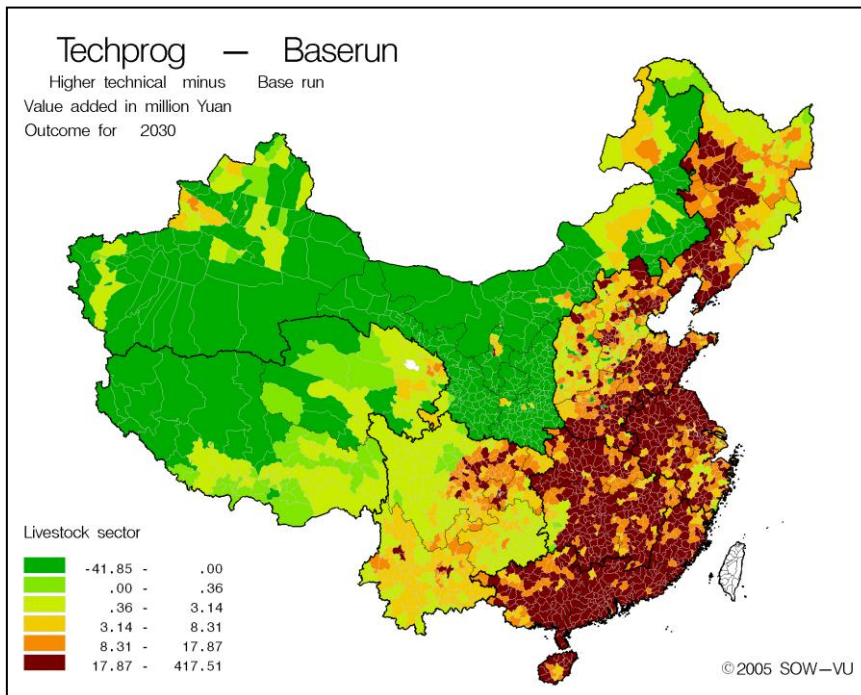 Techprog — Baserun
Higher technical minus Base run
Value added in million Yuan
Outcome for 2030
Livestock sector
-41.85 - .00
.00 - .36
.36 - 3.14
3.14 - 8.31
8.31 - 17.87
17.87 - 417.51
©2005 SOW—VU